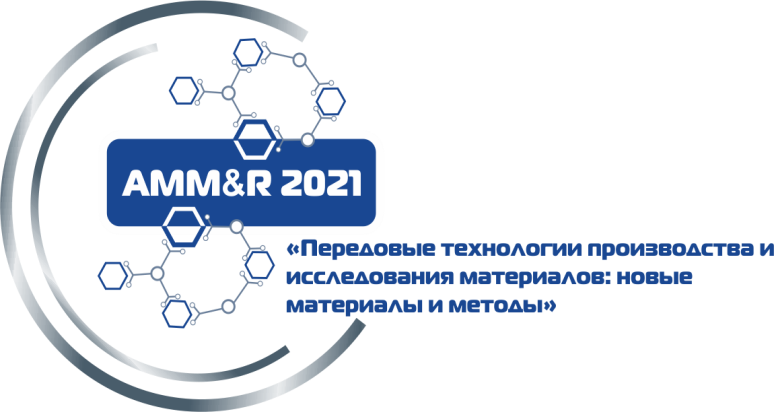 AMM&R 2021
«Передовые технологии производства и
исследования материалов: новые
материалы и методы»